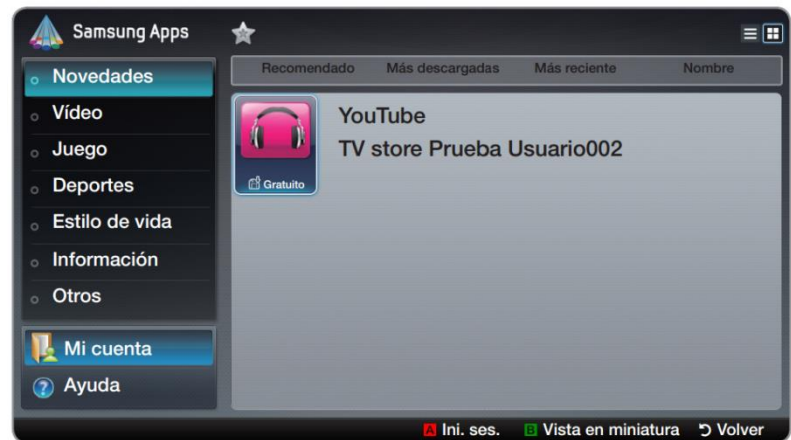 Samsung Apps
Novedades
Vídeo
Juego
Deportes
Estilo de vida
Información
Otros
Mi cuenta
Ayuda
Recomendado Más descargadas Más reciente Nombre
YouTube
TV store Prueba Usuario002
Gratuito
A Ini. ses. B Vista en miniatura Volver